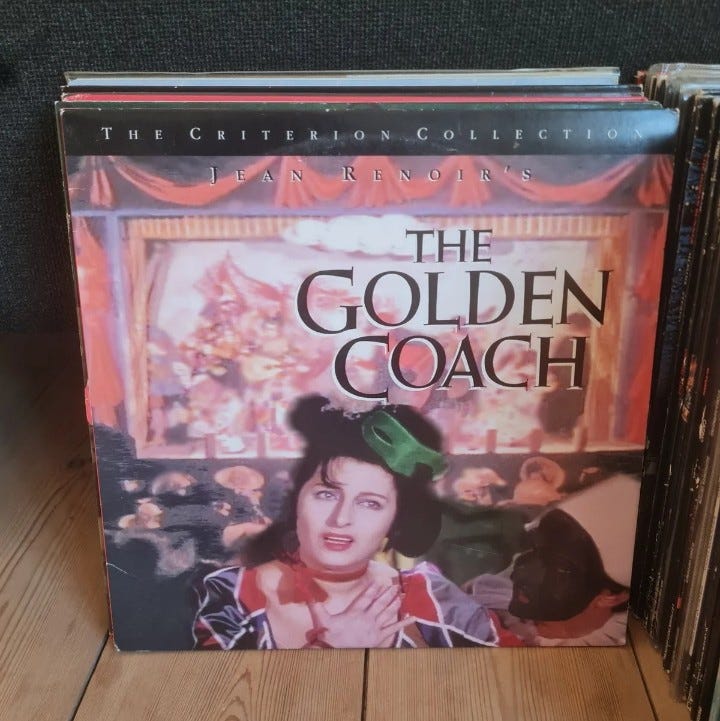 THE CRITERION COLLECTION
JEAN RENOIR'S
THE
GOLDEN
COACH